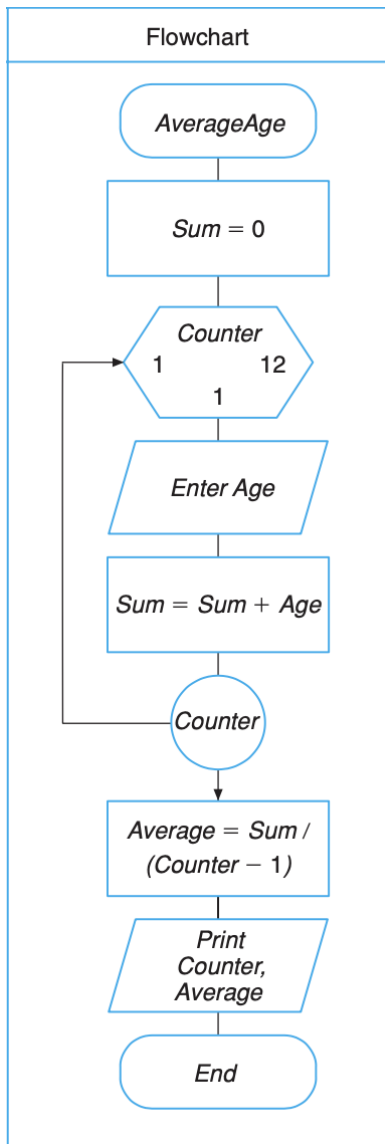 Flowchart
AverageAge
Sum = 0
Counter
1 12
1
Enter Age
Sum = Sum + Age
Counter
Average = Sum /
(Counter − 1)
Print
Counter,
Average
End